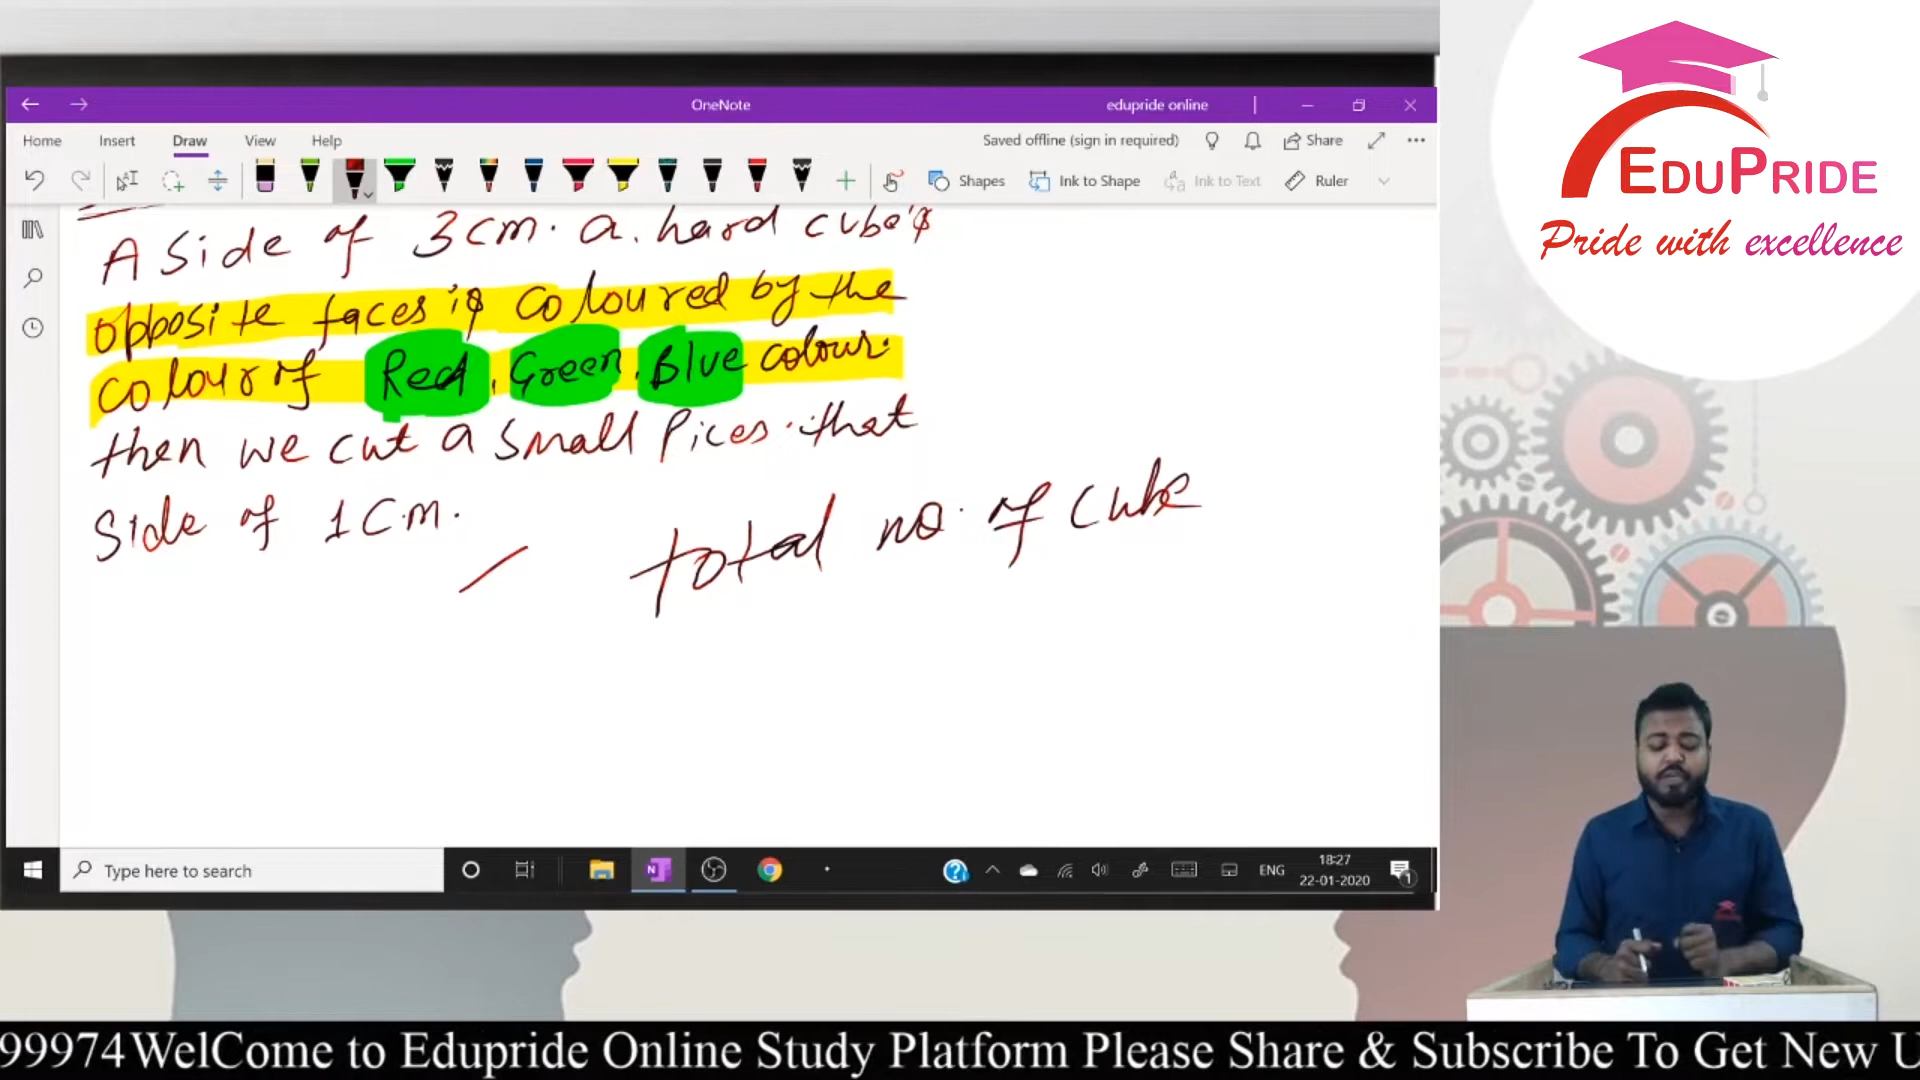 OneNote
edupride online
Home Insert Draw View Help
Saved offline (sign in required)
Share
Shapes
Ink to Shape
Ink to Text
Ruler
A Side of 3cm. a. hard cube's
opposite faces is coloured by the
colour of Red, Green, Blue colour.
then we cut a small Pices. that
Side of 1Cm.
total no. of cube
EDUPRIDE
Pride with excellence
Type here to search
ENG
18:27
22-01-2020
1
99974 WelCome to Edupride Online Study Platform Please Share & Subscribe To Get New U